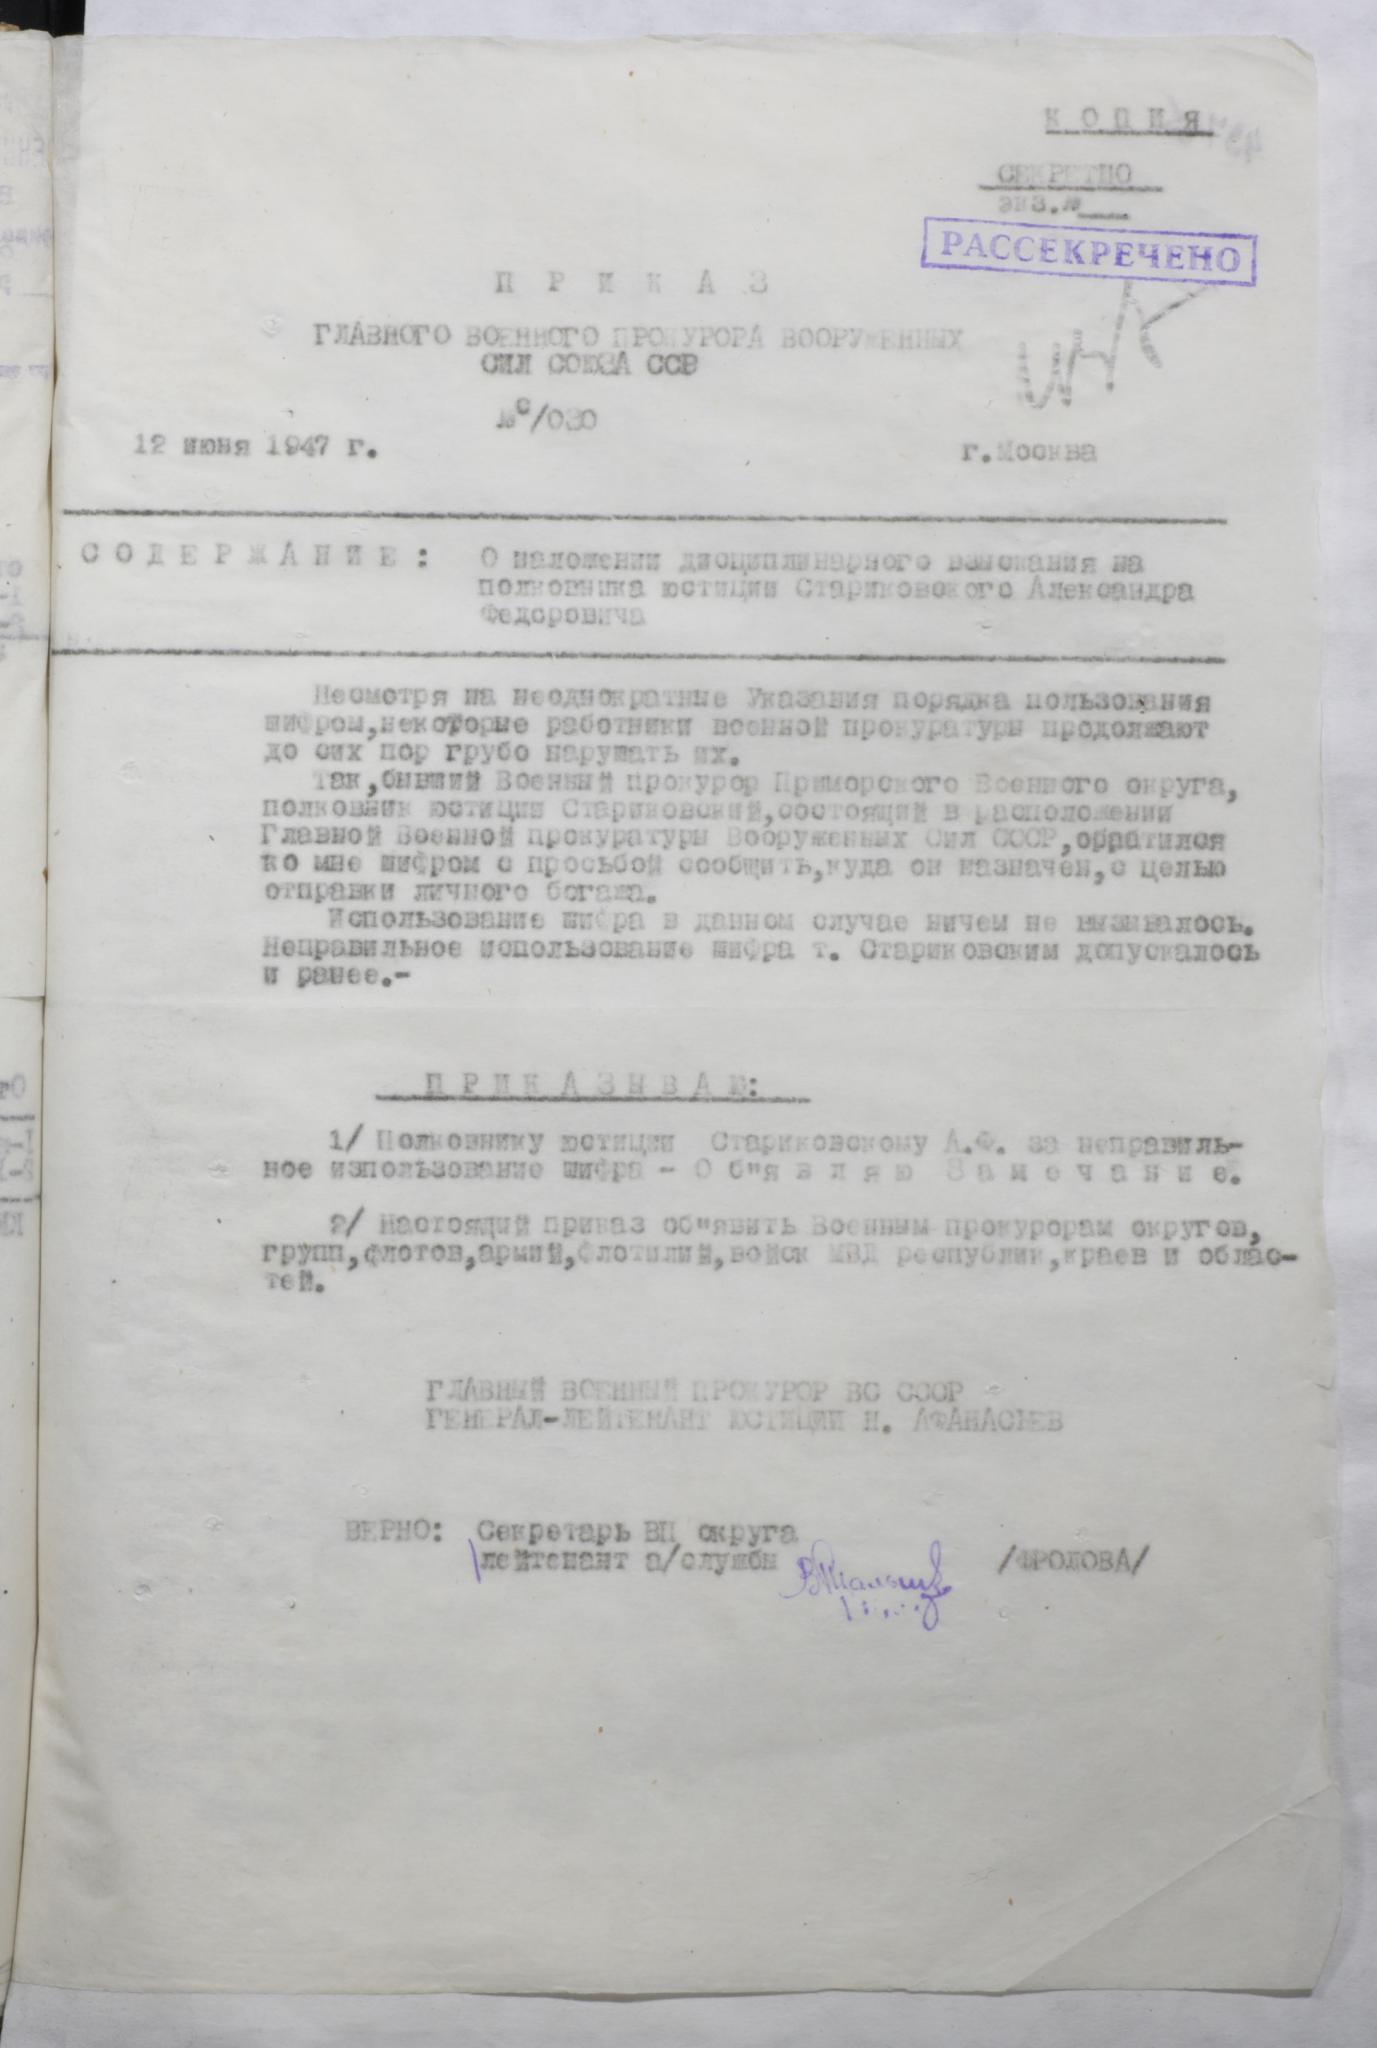 К О П И Я
СЕКРЕТНО
экз.№
РАССЕКРЕЧЕНО
П Р И К А З
ГЛАВНОГО ВОЕННОГО ПРОКУРОРА ВООРУЖЕННЫХ
СИЛ СОЮЗА ССР
№с/030
12 июня 1947 г.
г.Москва
С О Д Е Р Ж А Н И Е : О наложении дисциплинарного взыскания на
полковника юстиции Стариковского Александра
Федоровича
Несмотря на неоднократные Указания порядка пользования
шифром,некоторые работники военной прокуратуры продолжают
до сих пор грубо нарушать их.
Так,бывший Военный прокурор Приморского Военного округа,
полковник юстиции Стариковский,состоящий в расположении
Главной Военной прокуратуры Вооруженных Сил СССР,обратился
ко мне шифром с просьбой сообщить,куда он назначен,с целью
отправки личного богажа.
Использование шифра в данном случае ничем не вызывалось.
Неправильное использование шифра т. Стариковским допускалось
и ранее.-
П Р И К А З Ы В А Ю:
1/ Полковнику юстиции Стариковскому А.Ф. за неправиль-
ное изпользование шифра - О б"я в л я ю З а м е ч а н и е.
2/ Настоящий приказ об"явить Военным прокурорам округов,
групп,флотов,армий,флотилий,войск МВД республик,краев и облас-
тей.
ГЛАВНЫЙ ВОЕННЫЙ ПРОКУРОР ВС СССР
ГЕНЕРАЛ-ЛЕЙТЕНАНТ ЮСТИЦИИ Н. АФАНАСЬЕВ
ВЕРНО: Секретарь ВП округа
лейтенант а/службы /ФРОЛОВА/